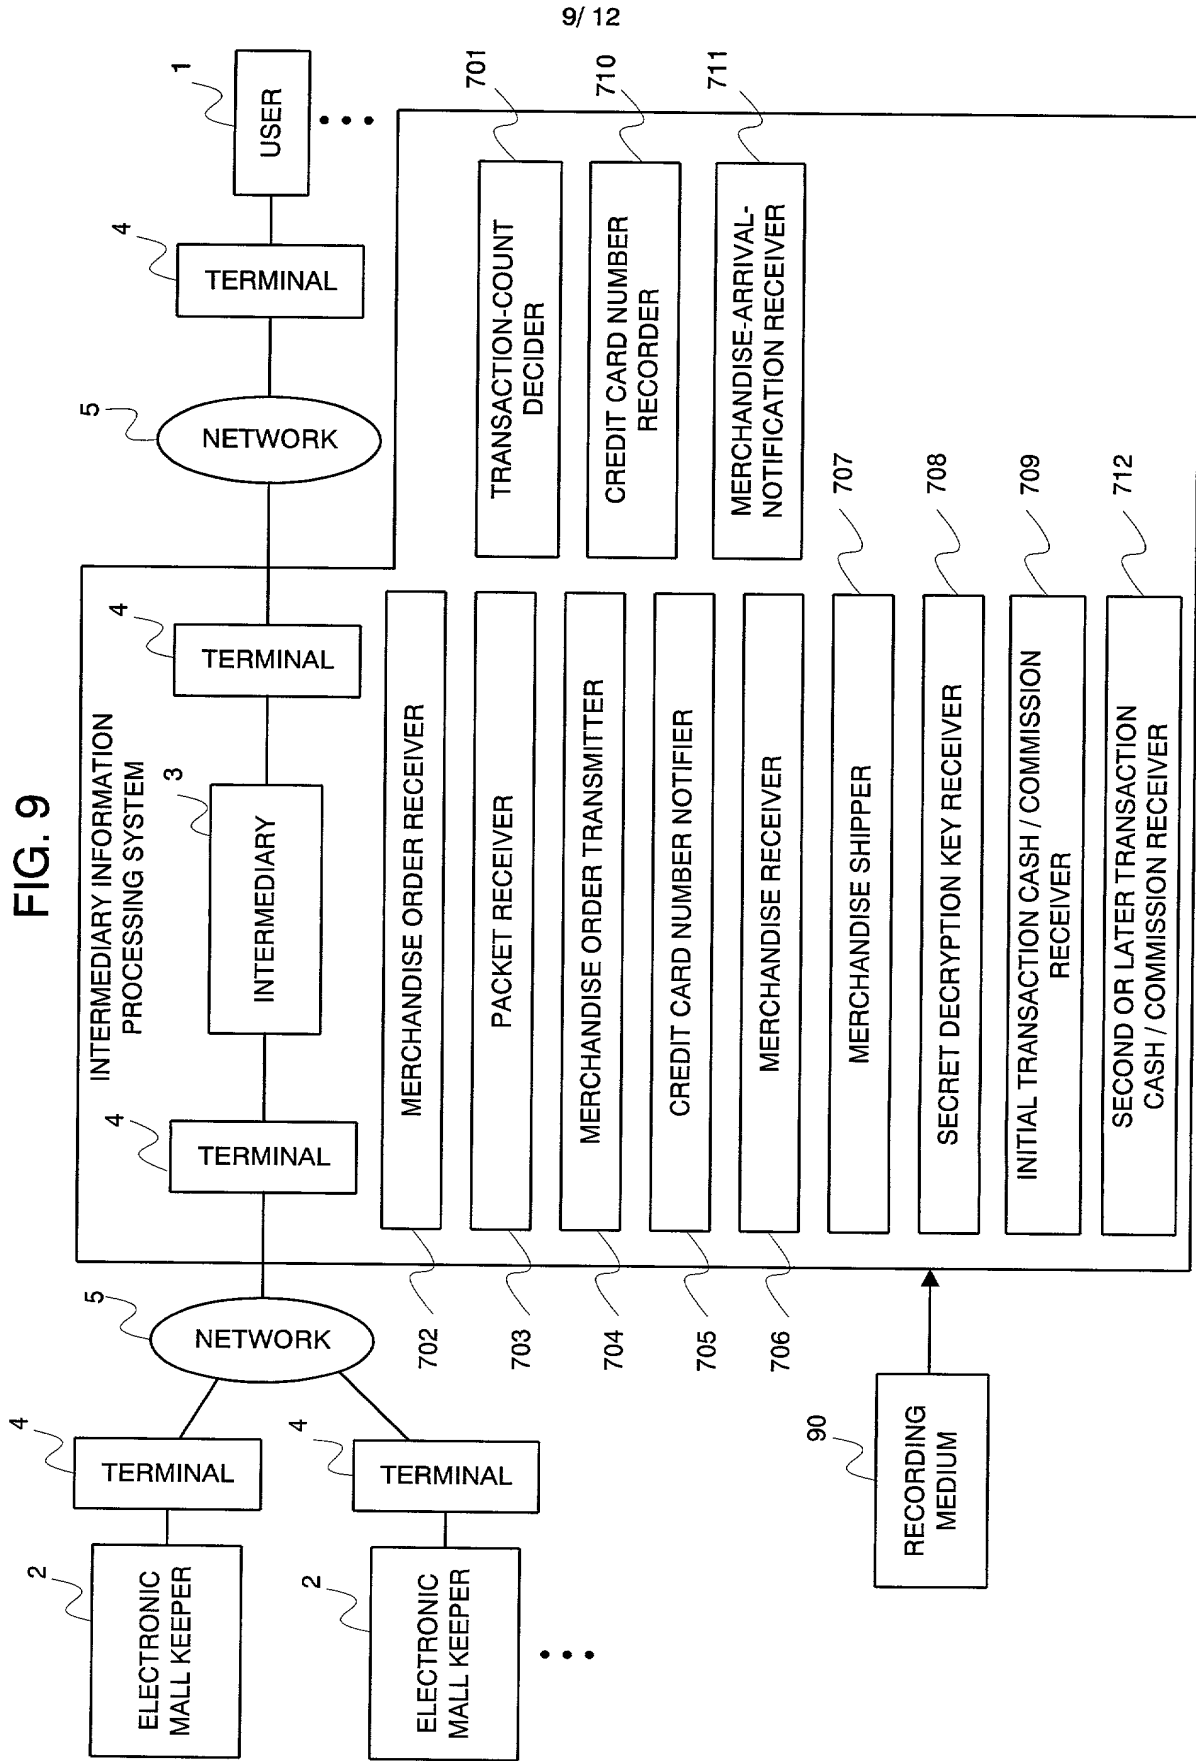 9/ 12
FIG. 9
INTERMEDIARY INFORMATION
PROCESSING SYSTEM
2
ELECTRONIC
MALL KEEPER
4
TERMINAL
5
NETWORK
4
TERMINAL
3
INTERMEDIARY
4
TERMINAL
5
NETWORK
4
TERMINAL
1
USER
2
ELECTRONIC
MALL KEEPER
4
TERMINAL
702
MERCHANDISE ORDER RECEIVER
703
PACKET RECEIVER
704
MERCHANDISE ORDER TRANSMITTER
705
CREDIT CARD NUMBER NOTIFIER
706
MERCHANDISE RECEIVER
MERCHANDISE SHIPPER
707
SECRET DECRYPTION KEY RECEIVER
708
INITIAL TRANSACTION CASH / COMMISSION
RECEIVER
709
SECOND OR LATER TRANSACTION
CASH / COMMISSION RECEIVER
712
TRANSACTION-COUNT
DECIDER
701
CREDIT CARD NUMBER
RECORDER
710
MERCHANDISE-ARRIVAL-
NOTIFICATION RECEIVER
711
90
RECORDING
MEDIUM